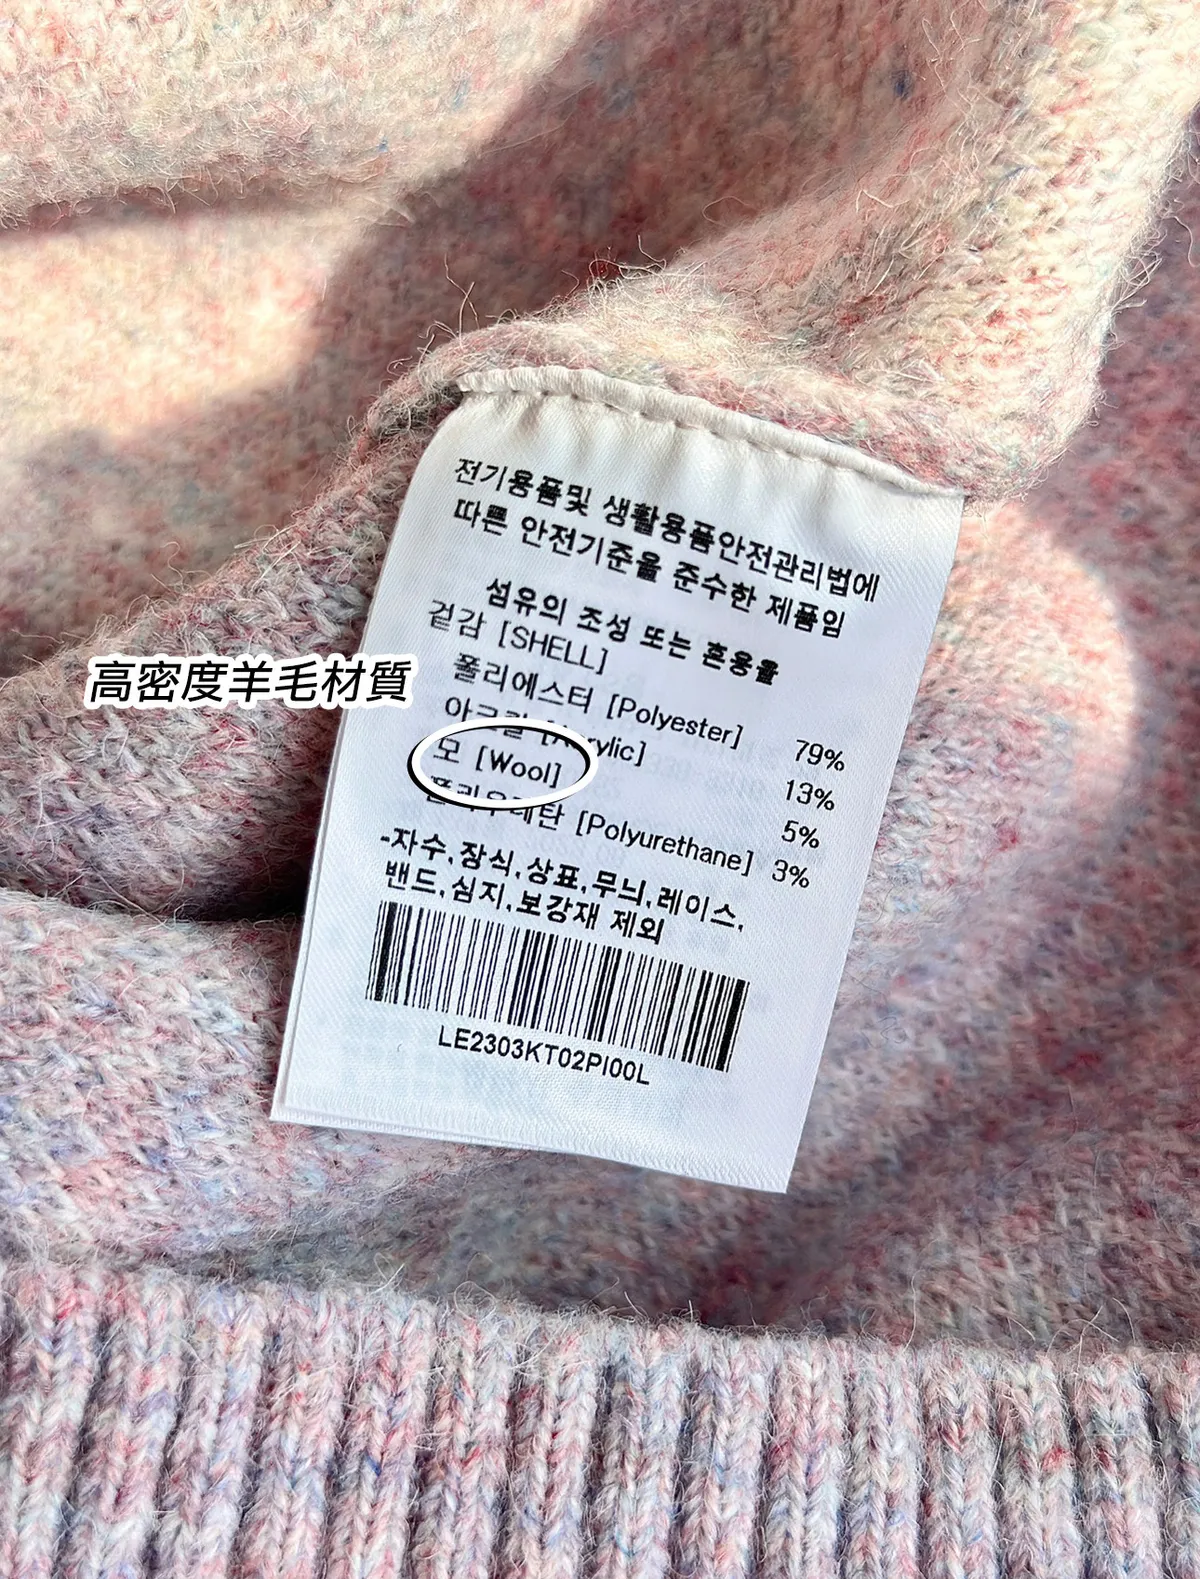 전기용품및 생활용품안전관리법에
따른 안전기준을 준수한 제품임
섬유의 조성 또는 혼용율
겉감 [SHELL]
폴리에스터 [Polyester] 79%
아크릴 [Acrylic] 13%
모 [Wool] 5%
폴리우레탄 [Polyurethane] 3%
-자수,장식,상표,무늬,레이스,
밴드,심지,보강재 제외
LE2303KT02PI00L
高密度羊毛材質